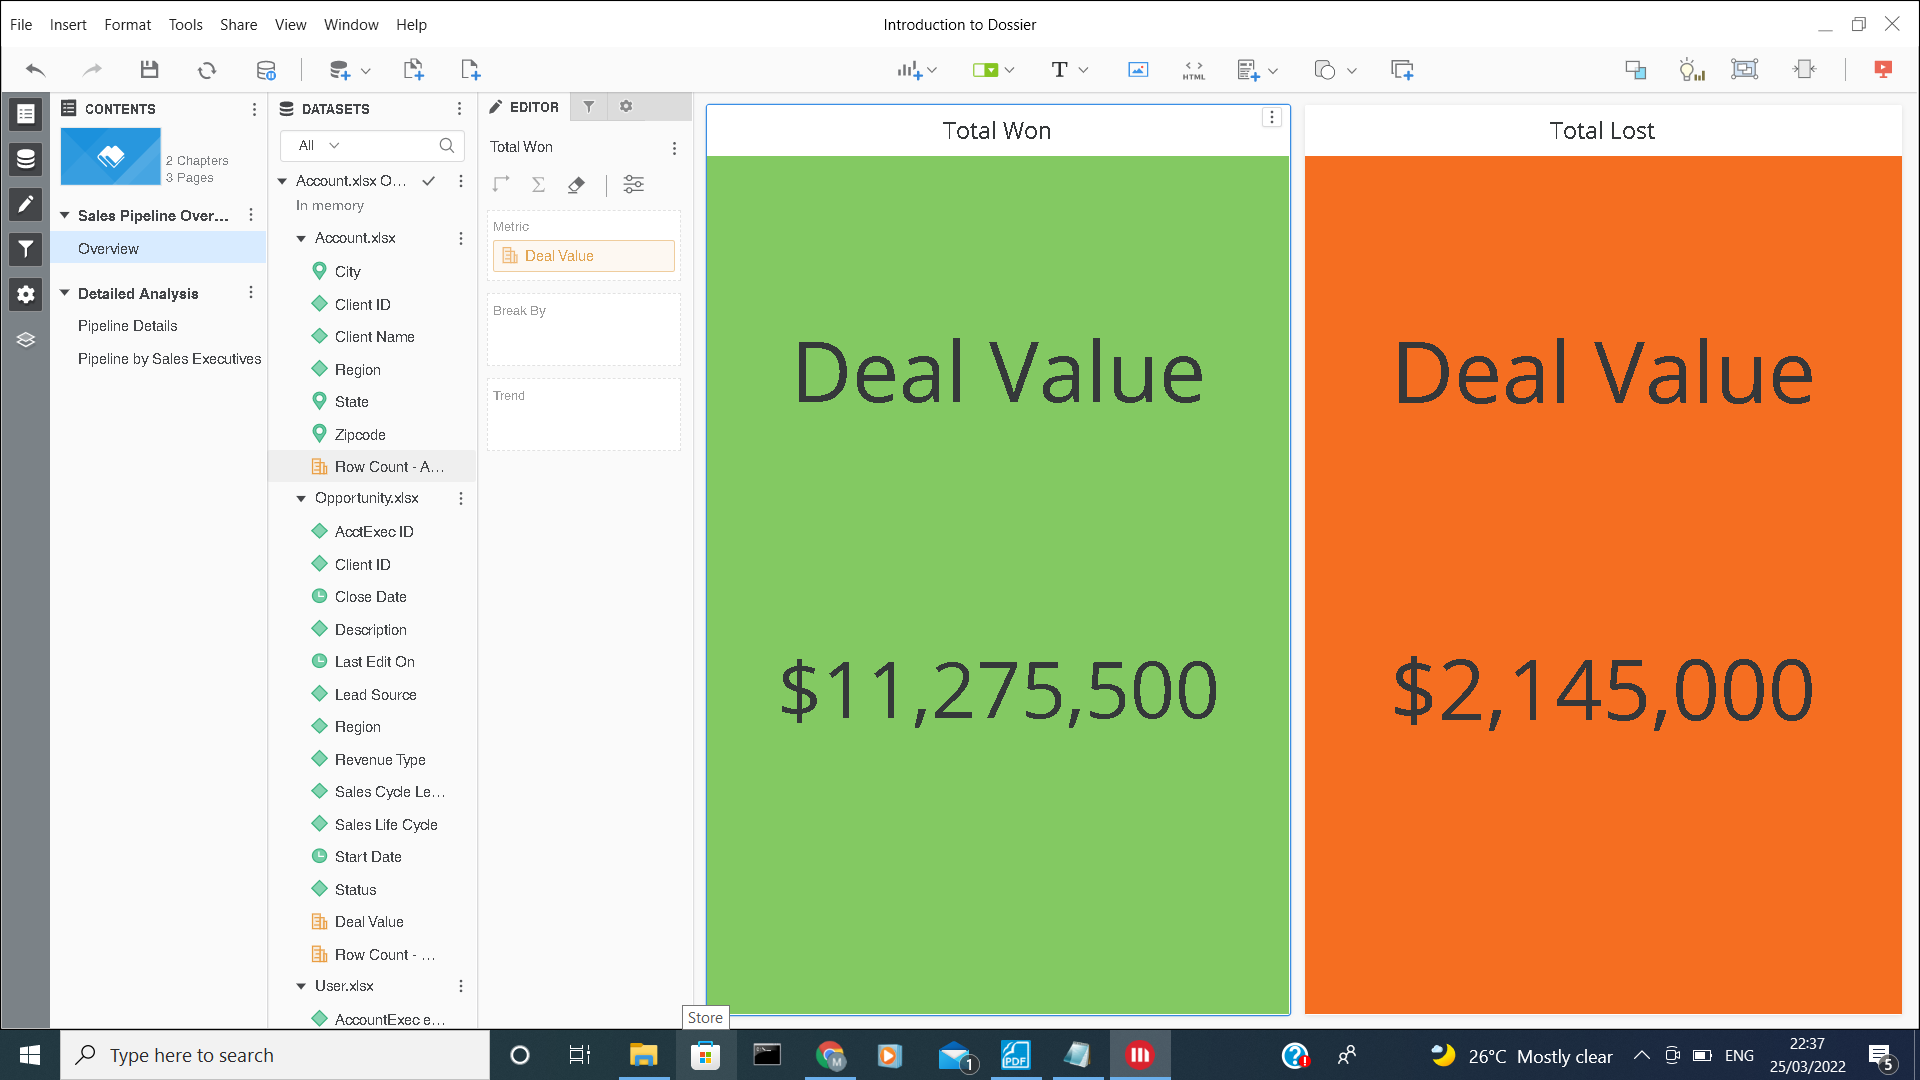 File Insert Format Tools Share View Window Help
Introduction to Dossier
HTML
CONTENTS
2 Chapters
3 Pages
Sales Pipeline Over...
Overview
Detailed Analysis
Pipeline Details
Pipeline by Sales Executives
DATASETS
All
Account.xlsx O...
In memory
Account.xlsx
City
Client ID
Client Name
Region
State
Zipcode
Row Count - A...
Opportunity.xlsx
AcctExec ID
Client ID
Close Date
Description
Last Edit On
Lead Source
Region
Revenue Type
Sales Cycle Le...
Sales Life Cycle
Start Date
Status
Deal Value
Row Count - ...
User.xlsx
AccountExec e...
EDITOR
Total Won
Metric
Deal Value
Break By
Trend
Total Won
Deal Value
$11,275,500
Total Lost
Deal Value
$2,145,000
Store
Type here to search
M
1
PDF
26°C Mostly clear
ENG
22:37
25/03/2022
5